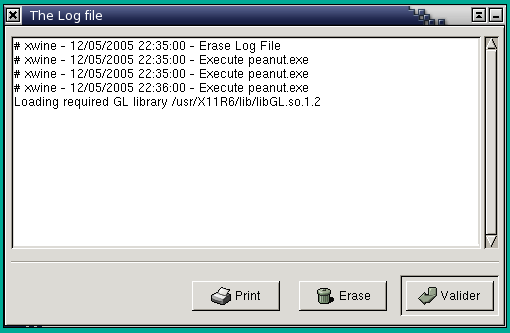 The Log file
# xwine - 12/05/2005 22:35:00 - Erase Log File
# xwine - 12/05/2005 22:35:00 - Execute peanut.exe
# xwine - 12/05/2005 22:35:00 - Execute peanut.exe
# xwine - 12/05/2005 22:36:00 - Execute peanut.exe
Loading required GL library /usr/X11R6/lib/libGL.so.1.2
Print
Erase
Valider